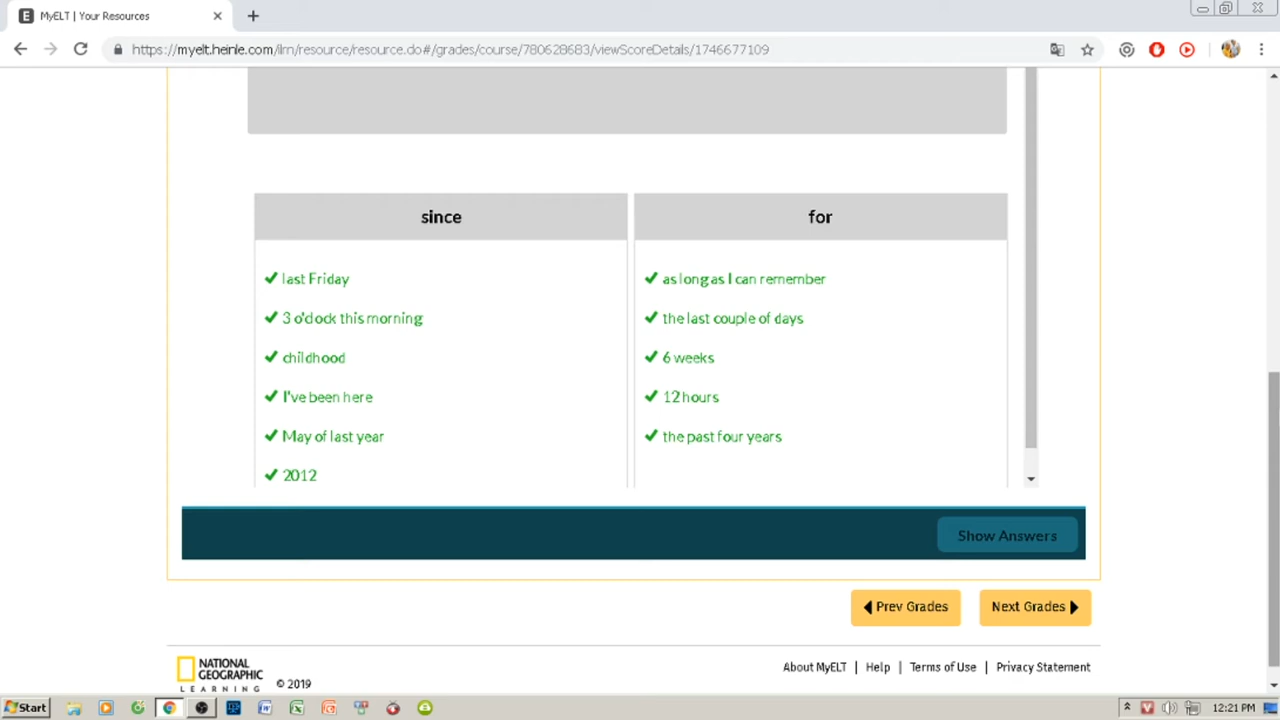 MyELT | Your Resources
https://myelt.heinle.com/ilrn/resource/resource.do#/grades/course/780628683/viewScoreDetails/1746677109
since
for
last Friday
as long as I can remember
3 o'clock this morning
the last couple of days
childhood
6 weeks
I've been here
12 hours
May of last year
the past four years
2012
Show Answers
Prev Grades
Next Grades
NATIONAL
GEOGRAPHIC
LEARNING
© 2019
About MyELT | Help | Terms of Use | Privacy Statement
Start
12:21 PM